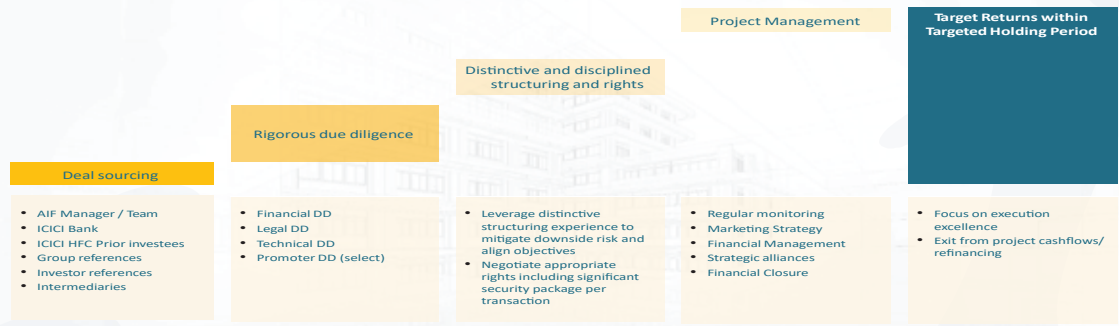 Deal sourcing
• AIF Manager / Team
• ICICI Bank
• ICICI HFC Prior investees
• Group references
• Investor references
• Intermediaries
Rigorous due diligence
• Financial DD
• Legal DD
• Technical DD
• Promoter DD (select)
Distinctive and disciplined
structuring and rights
• Leverage distinctive
structuring experience to
mitigate downside risk and
align objectives
• Negotiate appropriate
rights including significant
security package per
transaction
Project Management
• Regular monitoring
• Marketing Strategy
• Financial Management
• Strategic alliances
• Financial Closure
Target Returns within
Targeted Holding Period
• Focus on execution
excellence
• Exit from project cashflows/
refinancing